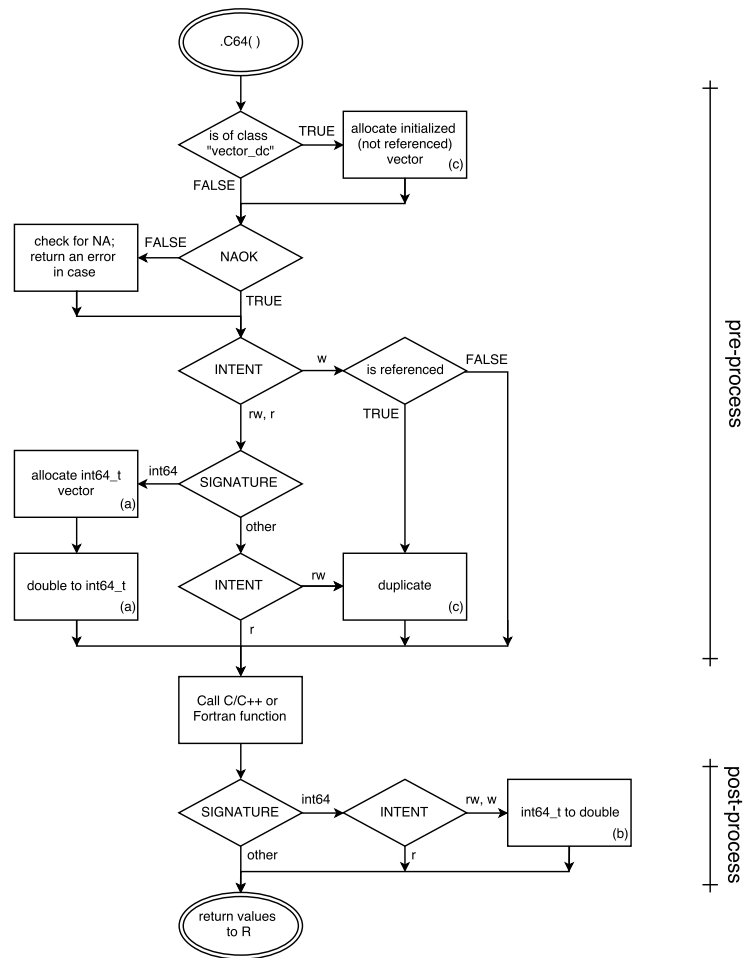 .C64( )
is of class
"vector_dc"
TRUE
allocate initialized
(not referenced)
vector
(c)
FALSE
check for NA;
return an error
in case
FALSE
NAOK
TRUE
INTENT
w
is referenced
FALSE
rw, r
TRUE
allocate int64_t
vector
(a)
int64
SIGNATURE
other
double to int64_t
(a)
INTENT
rw
duplicate
(c)
r
pre-process
Call C/C++ or
Fortran function
SIGNATURE
int64
INTENT
rw, w
int64_t to double
(b)
other
r
post-process
return values
to R